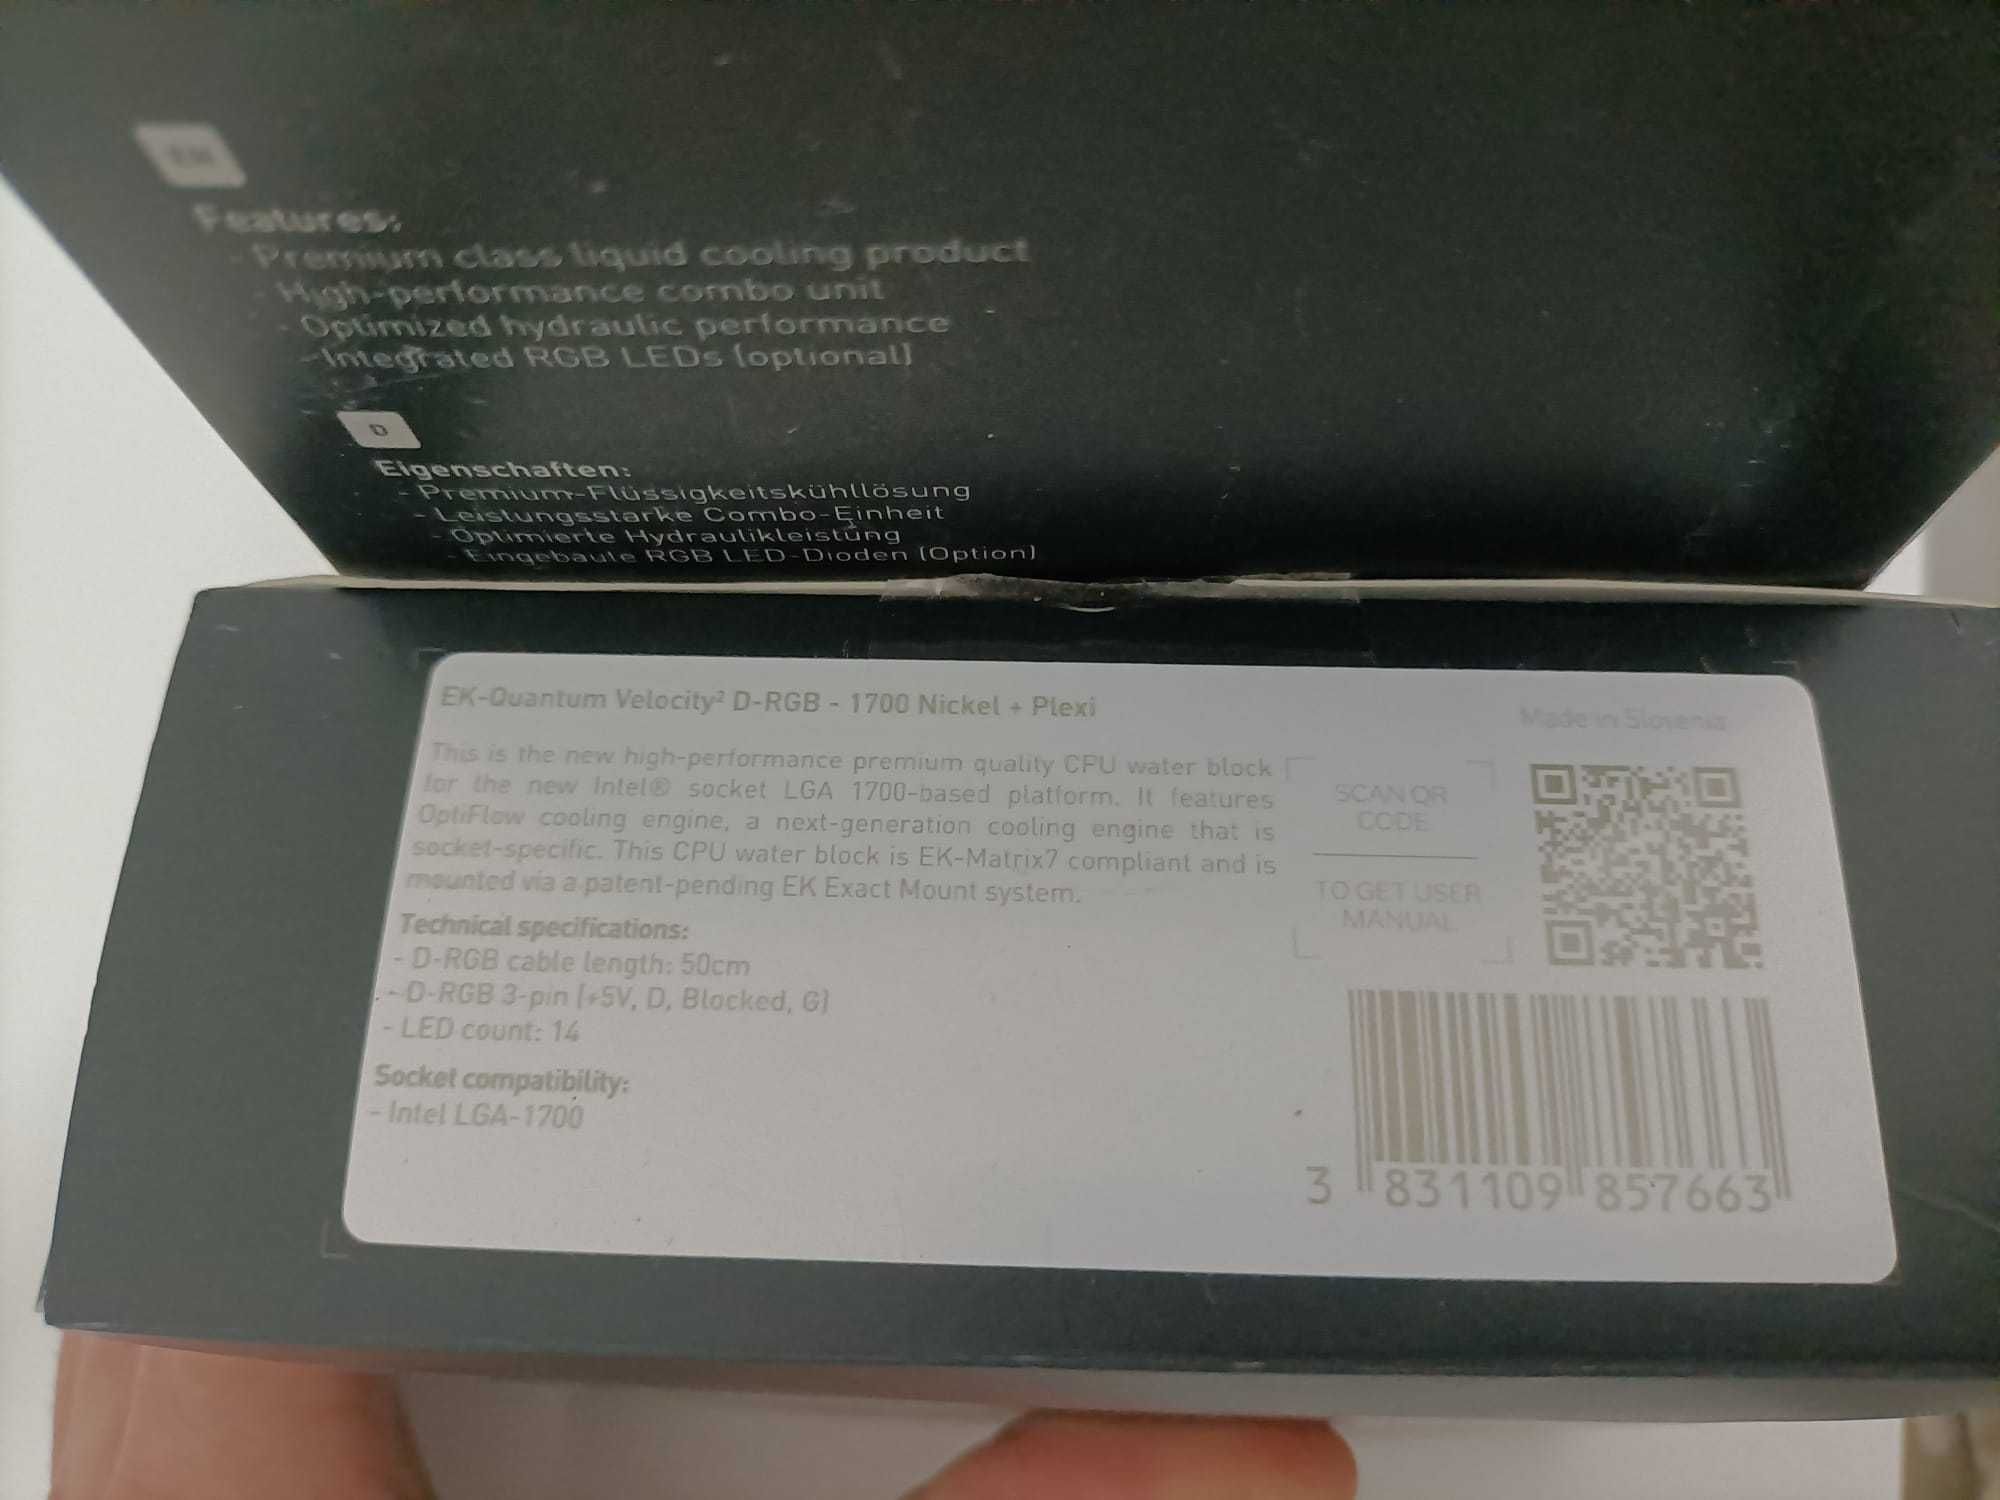 EN
Features:
- Premium class liquid cooling product
- High-performance combo unit
- Optimized hydraulic performance
- Integrated RGB LEDs (optional)
D
Eigenschaften:
- Premium-Flüssigkeitskühllösung
- Leistungsstarke Combo-Einheit
- Optimierte Hydraulikleistung
- Eingebaute RGB LED-Dioden (Option)
EK-Quantum Velocity² D-RGB - 1700 Nickel + Plexi
This is the new high-performance premium quality CPU water block
for the new Intel® socket LGA 1700-based platform. It features
OptiFlow cooling engine, a next-generation cooling engine that is
socket-specific. This CPU water block is EK-Matrix7 compliant and is
mounted via a patent-pending EK Exact Mount system.
Technical specifications:
- D-RGB cable length: 50cm
- D-RGB 3-pin (+5V, D, Blocked, G)
- LED count: 14
Socket compatibility:
- Intel LGA-1700
Made in Slovenia
SCAN QR
CODE
TO GET USER
MANUAL
3 831109 857663